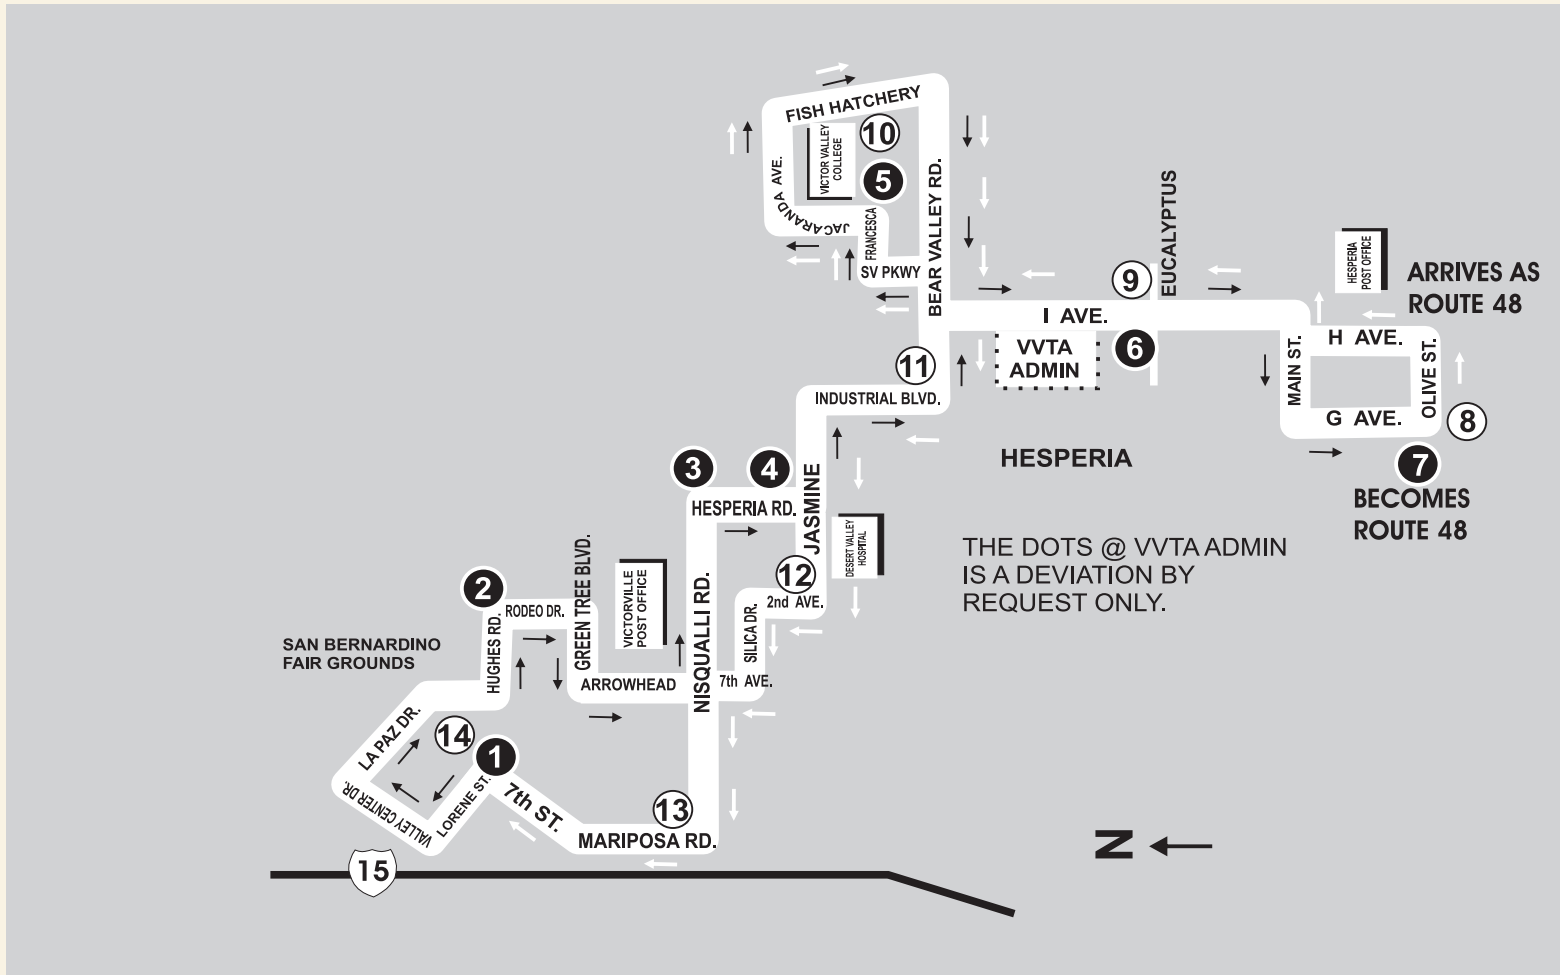 FISH HATCHERY
10
VICTOR VALLEY
COLLEGE
5
JACARANDA AVE.
FRANCESCA
SV PKWY
BEAR VALLEY RD.
EUCALYPTUS
9
I AVE.
6
VVTA
ADMIN
HESPERIA
POST OFFICE
ARRIVES AS
ROUTE 48
H AVE.
MAIN ST.
OLIVE ST.
G AVE.
8
7
BECOMES
ROUTE 48
11
INDUSTRIAL BLVD.
HESPERIA
3
4
HESPERIA RD.
JASMINE
DESERT VALLEY
HOSPITAL
THE DOTS @ VVTA ADMIN
IS A DEVIATION BY
REQUEST ONLY.
12
2nd AVE.
SILICA DR.
7th AVE.
NISQUALLI RD.
VICTORVILLE
POST OFFICE
GREEN TREE BLVD.
2
RODEO DR.
HUGHES RD.
ARROWHEAD
SAN BERNARDINO
FAIR GROUNDS
LA PAZ DR.
14
1
LORENE ST.
VALLEY CENTER DR.
7th ST.
13
MARIPOSA RD.
15
N